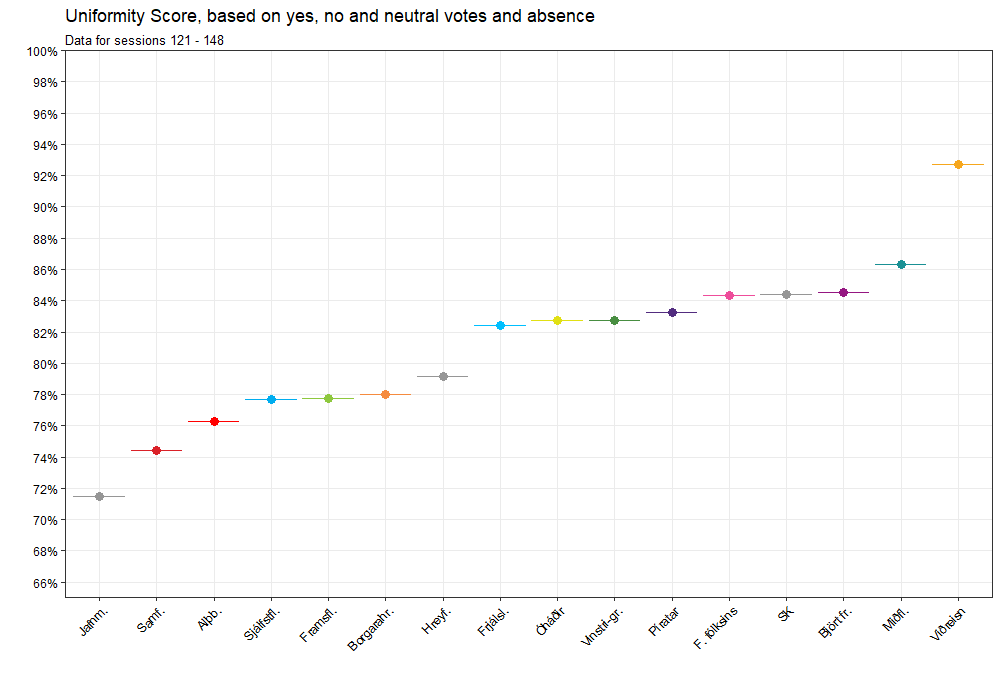 Uniformity Score, based on yes, no and neutral votes and absence
Data for sessions 121 - 148
100%
98%
96%
94%
92%
90%
88%
86%
84%
82%
80%
78%
76%
74%
72%
70%
68%
66%
Jafnm.
Samf.
Alþb.
Sjálfstfl.
Framsfl.
Borgarahr.
Hreyf.
Frjálsl.
Óháðir
Vinstri-gr.
Píratar
F. fólksins
SK
Björt fr.
Miðfl.
Viðreisn